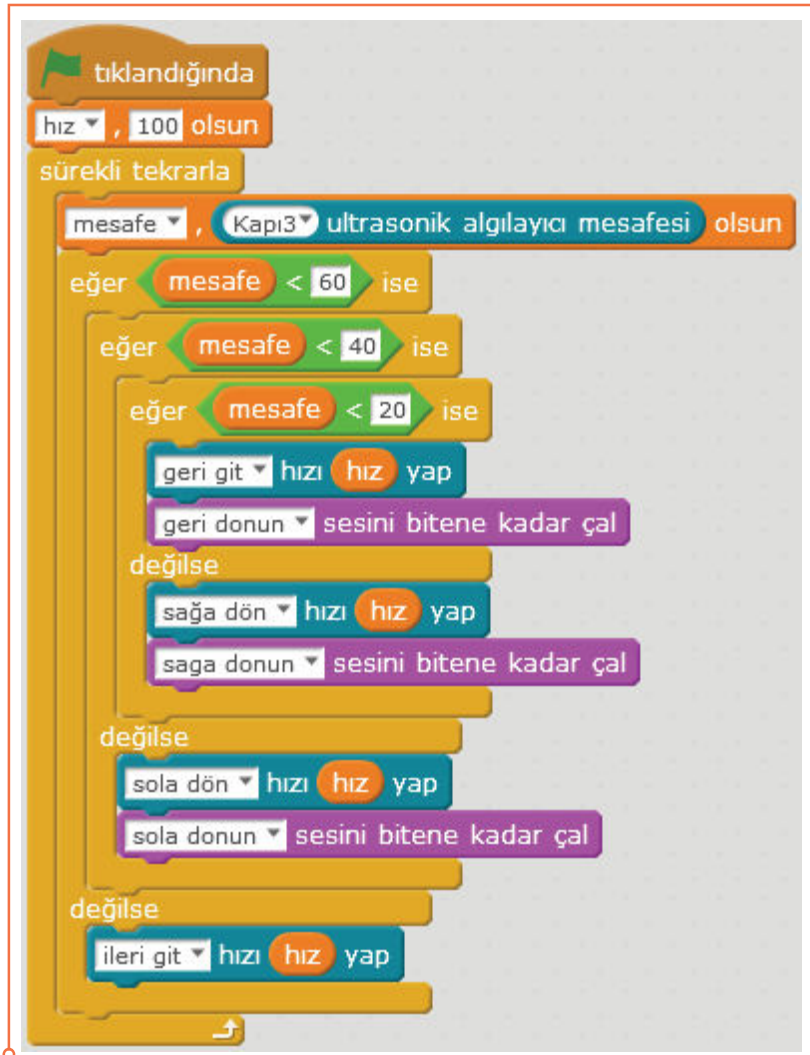 tıklandığında
hız , 100 olsun
sürekli tekrarla
mesafe , Kapı3 ultrasonik algılayıcı mesafesi olsun
eğer mesafe < 60 ise
eğer mesafe < 40 ise
eğer mesafe < 20 ise
geri git hızı hız yap
geri donun sesini bitene kadar çal
değilse
sağa dön hızı hız yap
saga donun sesini bitene kadar çal
değilse
sola dön hızı hız yap
sola donun sesini bitene kadar çal
değilse
ileri git hızı hız yap